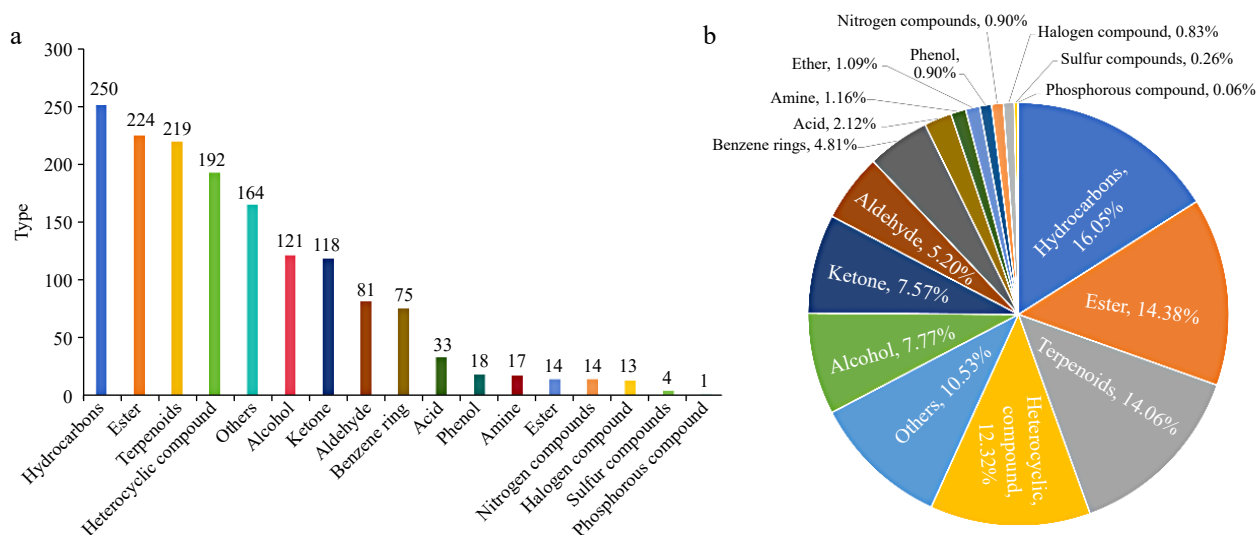 a
300
250
200
150
100
50
0
Type
250
224
219
192
164
121
118
81
75
33
18
17
14
14
13
4
1
Hydrocarbons
Ester
Terpenoids
Heterocyclic compound
Others
Alcohol
Ketone
Aldehyde
Benzene ring
Acid
Phenol
Amine
Ester
Nitrogen compounds
Halogen compound
Sulfur compounds
Phosphorous compound
b
Nitrogen compounds, 0.90%
Halogen compound, 0.83%
Phenol,
0.90%
Sulfur compounds, 0.26%
Ether, 1.09%
Phosphorous compound, 0.06%
Amine, 1.16%
Acid, 2.12%
Benzene rings, 4.81%
Hydrocarbons,
16.05%
Ester, 14.38%
Terpenoids, 14.06%
Heterocyclic,
compound,
12.32%
Others, 10.53%
Alcohol, 7.77%
Ketone, 7.57%
Aldehyde, 5.20%